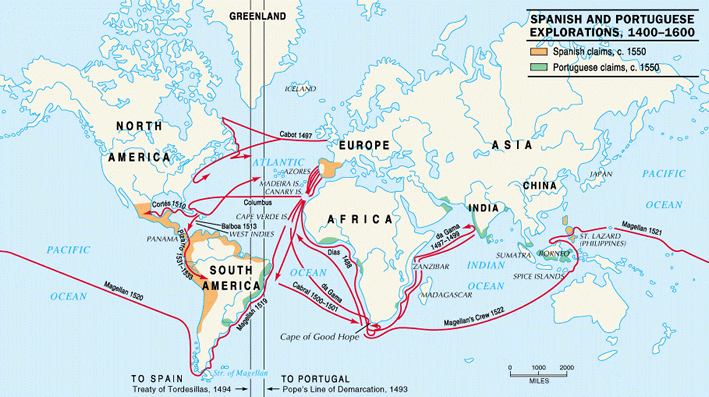 SPANISH AND PORTUGUESE
EXPLORATIONS, 1400–1600
Spanish claims, c. 1550
Portuguese claims, c. 1550
GREENLAND
ICELAND
NORTH
AMERICA
Cabot 1497
EUROPE
ASIA
ATLANTIC
AZORES
MADEIRA IS.
CANARY IS.
CHINA
JAPAN
PACIFIC
OCEAN
Cortés 1510
Columbus
CAPE VERDE IS.
Balboa 1513
WEST INDIES
PANAMA
Pizarro
1531–1533
AFRICA
INDIA
da Gama
1497–1499
Magellan 1521
ST. LAZARD
(PHILIPPINES)
PACIFIC
OCEAN
SOUTH
AMERICA
OCEAN
Dias
1488
da Gama
Cabral 1500–1501
ZANZIBAR
INDIAN
OCEAN
SUMATRA
BORNEO
SPICE ISLANDS
MADAGASCAR
Magellan 1520
Magellan 1519
Cape of Good Hope
Magellan's Crew 1522
Str. of Magellan
TO SPAIN
Treaty of Tordesillas, 1494
TO PORTUGAL
Pope's Line of Demarcation, 1493
0 1000 2000
MILES